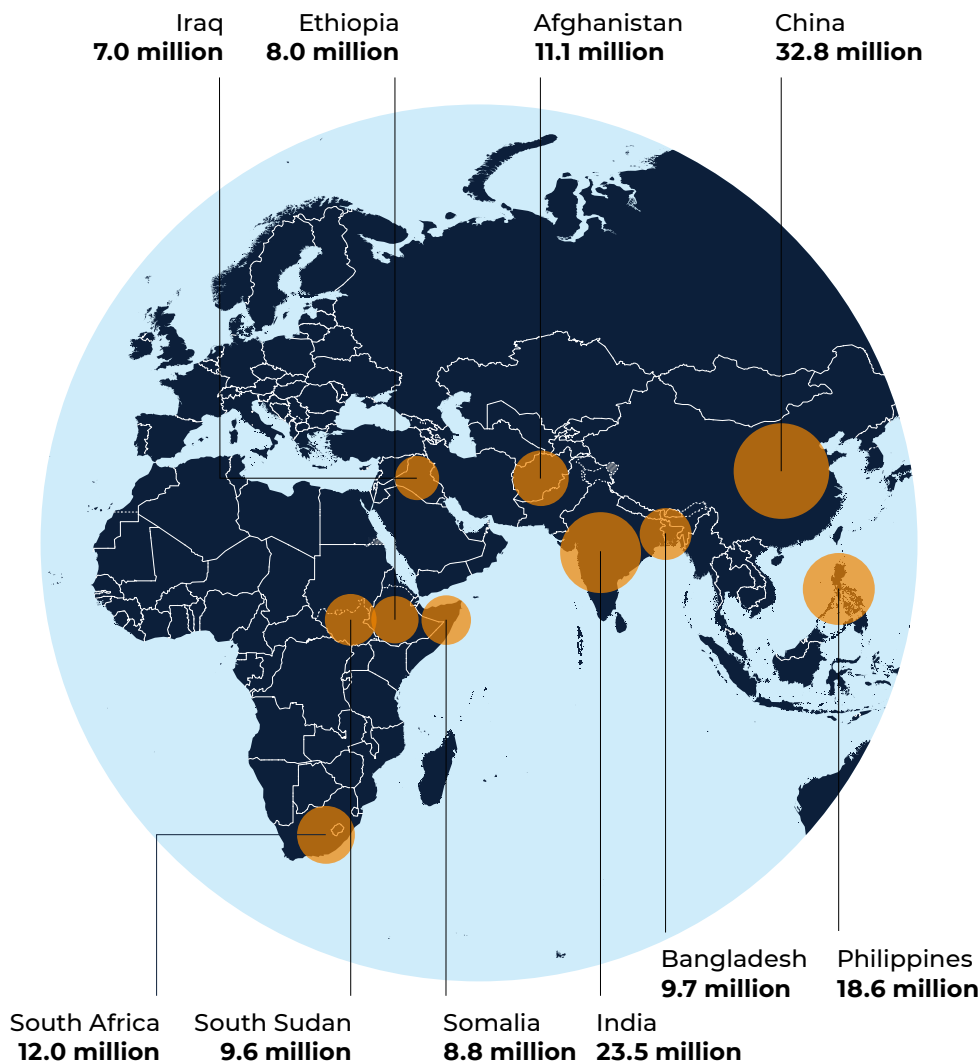 Iraq
7.0 million
Ethiopia
8.0 million
Afghanistan
11.1 million
China
32.8 million
Bangladesh
9.7 million
Philippines
18.6 million
South Africa
12.0 million
South Sudan
9.6 million
Somalia
8.8 million
India
23.5 million